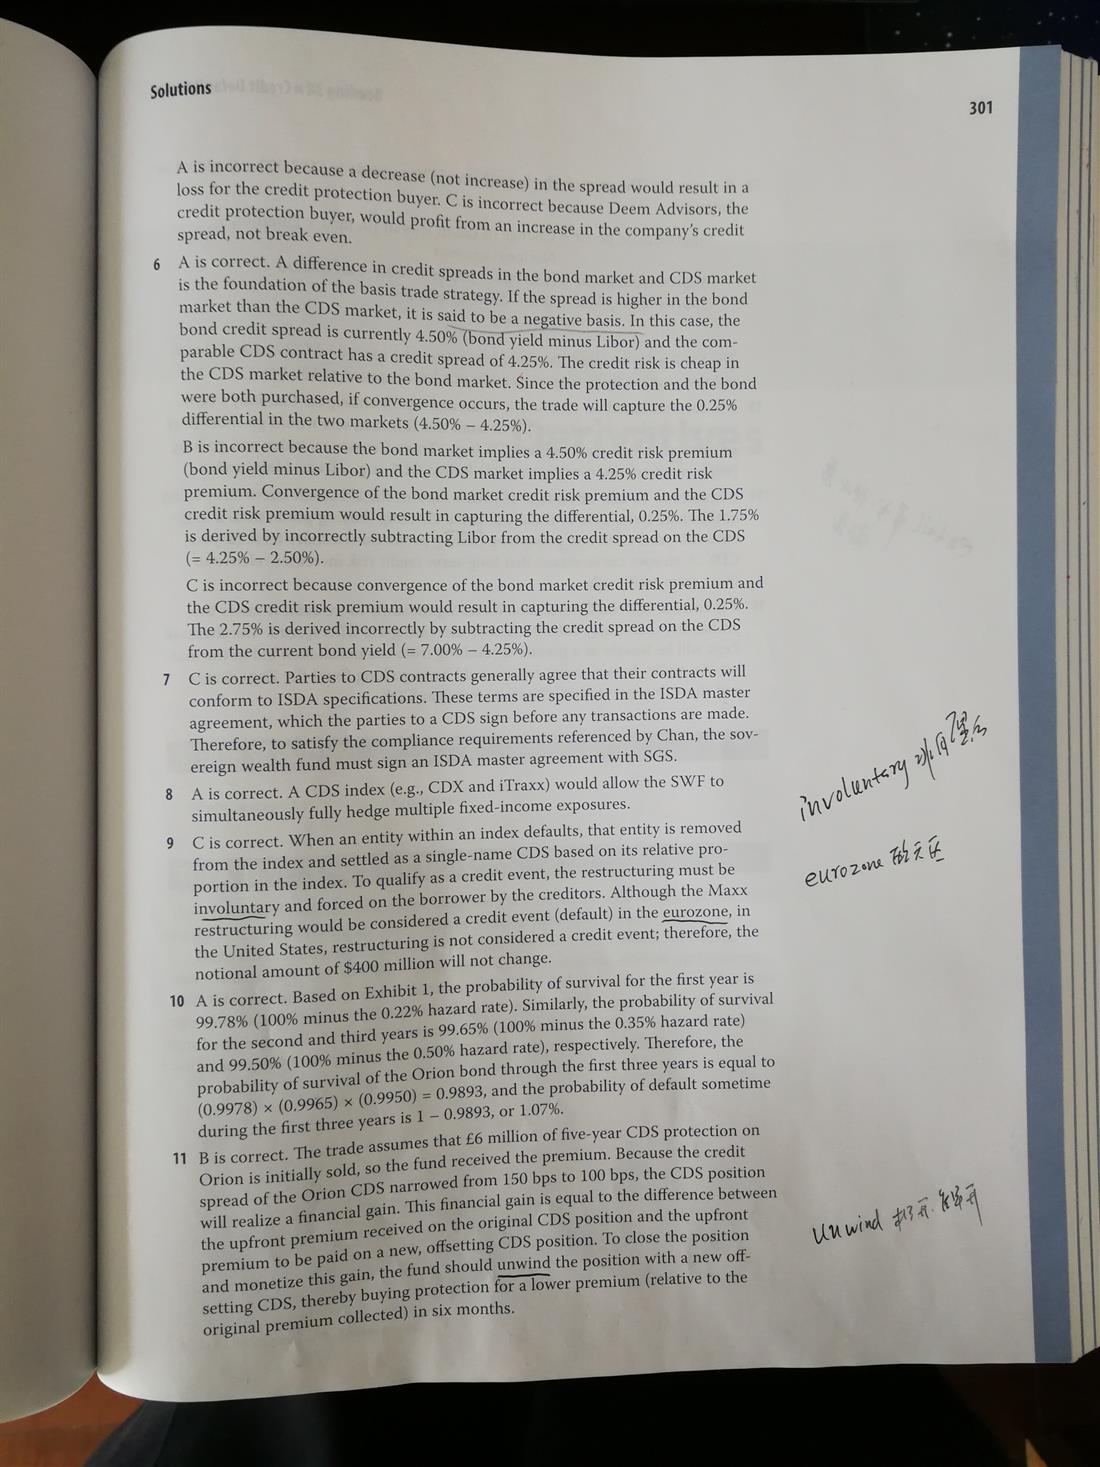 Solutions
301
A is incorrect because a decrease (not increase) in the spread would result in a
loss for the credit protection buyer. C is incorrect because Deem Advisors, the
credit protection buyer, would profit from an increase in the company's credit
spread, not break even.
6 A is correct. A difference in credit spreads in the bond market and CDS market
is the foundation of the basis trade strategy. If the spread is higher in the bond
market than the CDS market, it is said to be a negative basis. In this case, the
bond credit spread is currently 4.50% (bond yield minus Libor) and the com-
parable CDS contract has a credit spread of 4.25%. The credit risk is cheap in
the CDS market relative to the bond market. Since the protection and the bond
were both purchased, if convergence occurs, the trade will capture the 0.25%
differential in the two markets (4.50% – 4.25%).
B is incorrect because the bond market implies a 4.50% credit risk premium
(bond yield minus Libor) and the CDS market implies a 4.25% credit risk
premium. Convergence of the bond market credit risk premium and the CDS
credit risk premium would result in capturing the differential, 0.25%. The 1.75%
is derived by incorrectly subtracting Libor from the credit spread on the CDS
(= 4.25% – 2.50%).
C is incorrect because convergence of the bond market credit risk premium and
the CDS credit risk premium would result in capturing the differential, 0.25%.
The 2.75% is derived incorrectly by subtracting the credit spread on the CDS
from the current bond yield (= 7.00% – 4.25%).
7 C is correct. Parties to CDS contracts generally agree that their contracts will
conform to ISDA specifications. These terms are specified in the ISDA master
agreement, which the parties to a CDS sign before any transactions are made.
Therefore, to satisfy the compliance requirements referenced by Chan, the sov-
ereign wealth fund must sign an ISDA master agreement with SGS.
8 A is correct. A CDS index (e.g., CDX and iTraxx) would allow the SWF to
simultaneously fully hedge multiple fixed-income exposures.
9 C is correct. When an entity within an index defaults, that entity is removed
from the index and settled as a single-name CDS based on its relative pro-
portion in the index. To qualify as a credit event, the restructuring must be
involuntary and forced on the borrower by the creditors. Although the Maxx
restructuring would be considered a credit event (default) in the eurozone, in
the United States, restructuring is not considered a credit event; therefore, the
notional amount of $400 million will not change.
10 A is correct. Based on Exhibit 1, the probability of survival for the first year is
99.78% (100% minus the 0.22% hazard rate). Similarly, the probability of survival
for the second and third years is 99.65% (100% minus the 0.35% hazard rate)
and 99.50% (100% minus the 0.50% hazard rate), respectively. Therefore, the
probability of survival of the Orion bond through the first three years is equal to
(0.9978) × (0.9965) × (0.9950) = 0.9893, and the probability of default sometime
during the first three years is 1 – 0.9893, or 1.07%.
11 B is correct. The trade assumes that £6 million of five-year CDS protection on
Orion is initially sold, so the fund received the premium. Because the credit
spread of the Orion CDS narrowed from 150 bps to 100 bps, the CDS position
will realize a financial gain. This financial gain is equal to the difference between
the upfront premium received on the original CDS position and the upfront
premium to be paid on a new, offsetting CDS position. To close the position
and monetize this gain, the fund should unwind the position with a new off-
setting CDS, thereby buying protection for a lower premium (relative to the
original premium collected) in six months.
involuntary
eurozone 欧元区
unwind